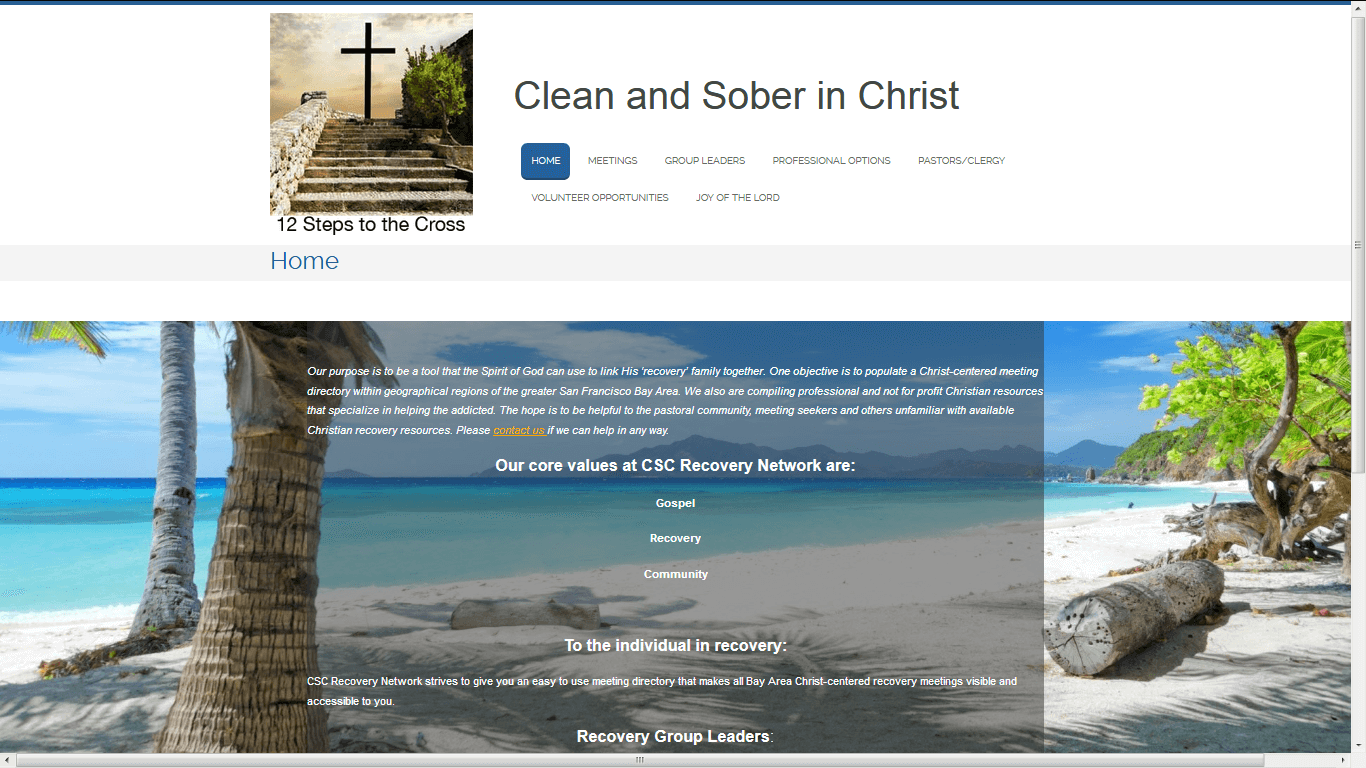 Clean and Sober in Christ
HOME MEETINGS GROUP LEADERS PROFESSIONAL OPTIONS PASTORS/CLERGY
VOLUNTEER OPPORTUNITIES JOY OF THE LORD
12 Steps to the Cross
Home
Our purpose is to be a tool that the Spirit of God can use to link His 'recovery' family together. One objective is to populate a Christ-centered meeting
directory within geographical regions of the greater San Francisco Bay Area. We also are compiling professional and not for profit Christian resources
that specialize in helping the addicted. The hope is to be helpful to the pastoral community, meeting seekers and others unfamiliar with available
Christian recovery resources. Please contact us if we can help in any way.
Our core values at CSC Recovery Network are:
Gospel
Recovery
Community
To the individual in recovery:
CSC Recovery Network strives to give you an easy to use meeting directory that makes all Bay Area Christ-centered recovery meetings visible and
accessible to you.
Recovery Group Leaders: